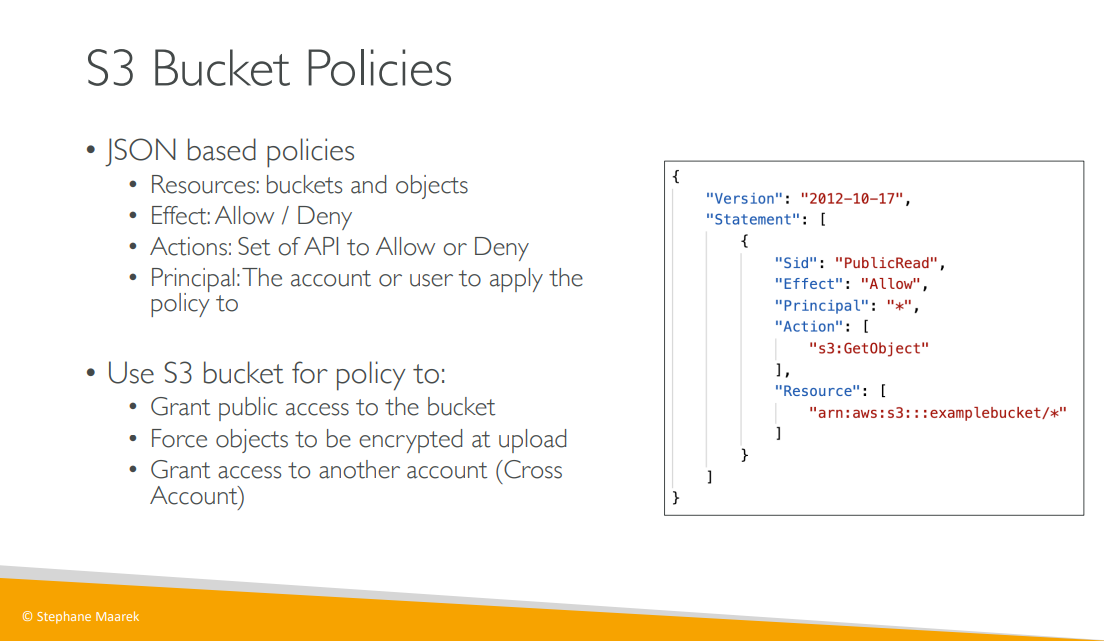 S3 Bucket Policies
• JSON based policies
• Resources: buckets and objects
• Effect: Allow / Deny
• Actions: Set of API to Allow or Deny
• Principal: The account or user to apply the
policy to
• Use S3 bucket for policy to:
• Grant public access to the bucket
• Force objects to be encrypted at upload
• Grant access to another account (Cross
Account)
{
"Version": "2012-10-17",
"Statement": [
{
"Sid": "PublicRead",
"Effect": "Allow",
"Principal": "*",
"Action": [
"s3:GetObject"
],
"Resource": [
"arn:aws:s3:::examplebucket/*"
]
}
]
}
© Stephane Maarek